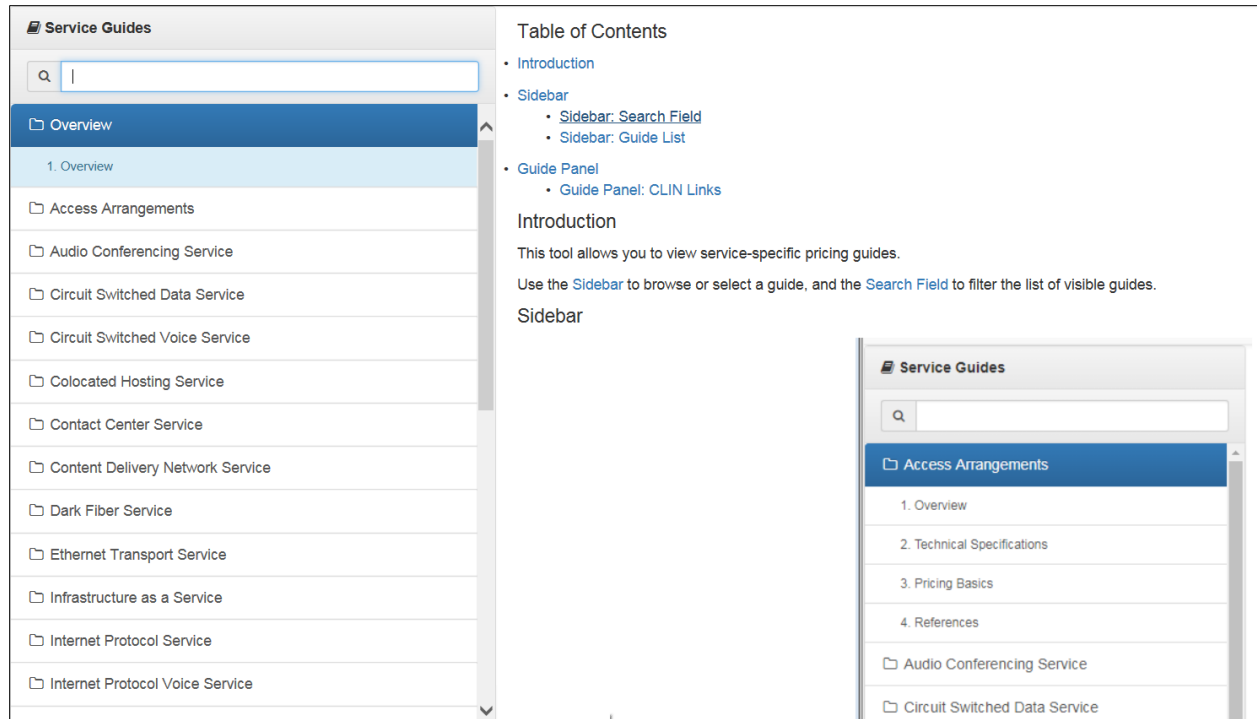 Service Guides
Overview
1. Overview
Access Arrangements
Audio Conferencing Service
Circuit Switched Data Service
Circuit Switched Voice Service
Colocated Hosting Service
Contact Center Service
Content Delivery Network Service
Dark Fiber Service
Ethernet Transport Service
Infrastructure as a Service
Internet Protocol Service
Internet Protocol Voice Service
Table of Contents
• Introduction
• Sidebar
• Sidebar: Search Field
• Sidebar: Guide List
• Guide Panel
• Guide Panel: CLIN Links
Introduction
This tool allows you to view service-specific pricing guides.
Use the Sidebar to browse or select a guide, and the Search Field to filter the list of visible guides.
Sidebar
Service Guides
Access Arrangements
1. Overview
2. Technical Specifications
3. Pricing Basics
4. References
Audio Conferencing Service
Circuit Switched Data Service